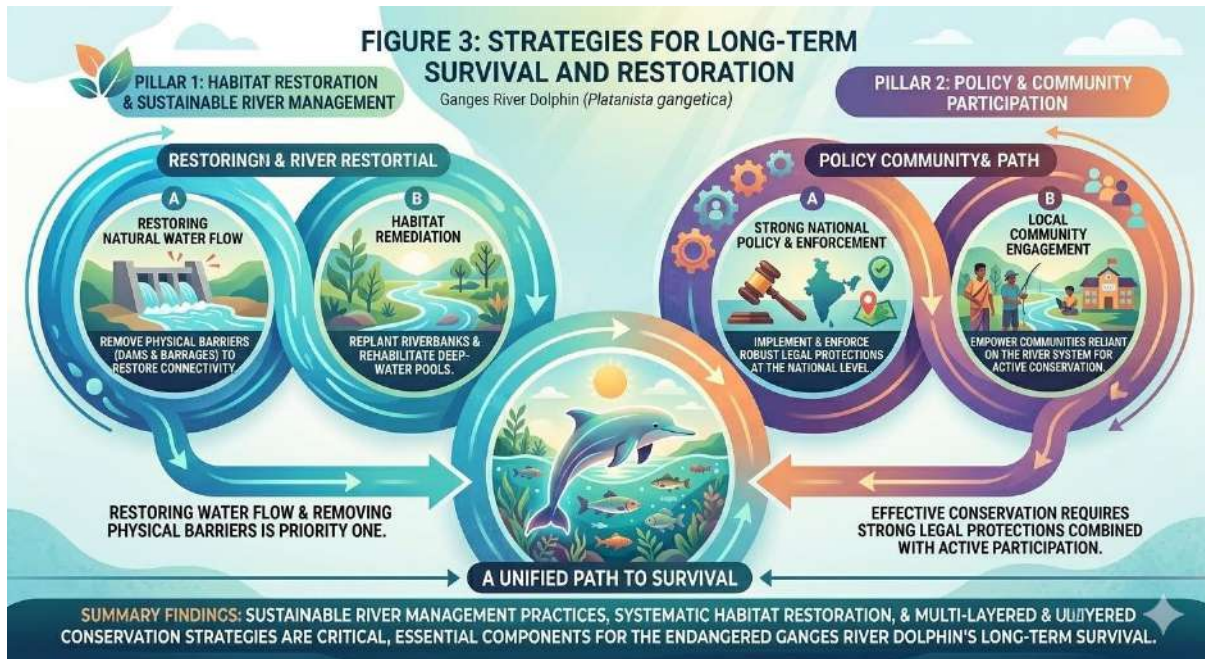 FIGURE 3: STRATEGIES FOR LONG-TERM
SURVIVAL AND RESTORATION
Ganges River Dolphin (Platanista gangetica)
PILLAR 1: HABITAT RESTORATION
& SUSTAINABLE RIVER MANAGEMENT
RESTORINGN & RIVER RESTORTIAL
A
RESTORING
NATURAL WATER FLOW
REMOVE PHYSICAL BARRIERS
(DAMS & BARRAGES) TO
RESTORE CONNECTIVITY.
B
HABITAT
REMEDIATION
REPLANT RIVERBANKS &
REHABILITATE DEEP-
WATER POOLS.
RESTORING WATER FLOW & REMOVING
PHYSICAL BARRIERS IS PRIORITY ONE.
PILLAR 2: POLICY & COMMUNITY
PARTICIPATION
POLICY COMMUNITY& PATH
A
STRONG NATIONAL
POLICY & ENFORCEMENT
IMPLEMENT & ENFORCE
ROBUST LEGAL PROTECTIONS
AT THE NATIONAL LEVEL.
B
LOCAL
COMMUNITY
ENGAGEMENT
EMPOWER COMMUNITIES RELIANT
ON THE RIVER SYSTEM FOR
ACTIVE CONSERVATION.
EFFECTIVE CONSERVATION REQUIRES
STRONG LEGAL PROTECTIONS COMBINED
WITH ACTIVE PARTICIPATION.
A UNIFIED PATH TO SURVIVAL
SUMMARY FINDINGS: SUSTAINABLE RIVER MANAGEMENT PRACTICES, SYSTEMATIC HABITAT RESTORATION, & MULTI-LAYERED &
CONSERVATION STRATEGIES ARE CRITICAL, ESSENTIAL COMPONENTS FOR THE ENDANGERED GANGES RIVER DOLPHIN'S LONG-TERM SURVIVAL.